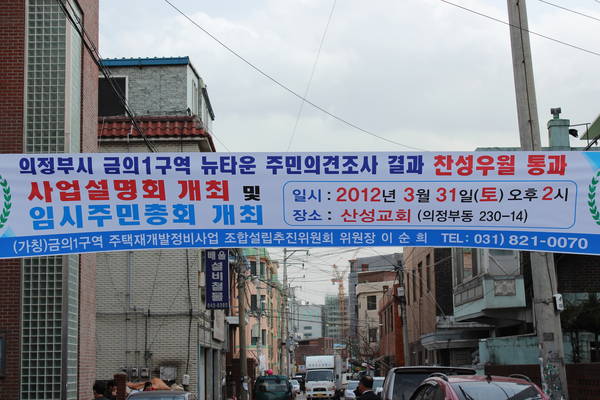 의정부시 금의1구역 뉴타운 주민의견조사 결과 찬성우월 통과
사업설명회 개최 및
임시주민총회 개최
일시 : 2012년 3월 31일(토) 오후 2시
장소 : 산성교회 (의정부동 230-14)
(가칭)금의1구역 주택재개발정비사업 조합설립추진위원회 위원장 이 순 희 TEL: 031) 821-0070
설비철물